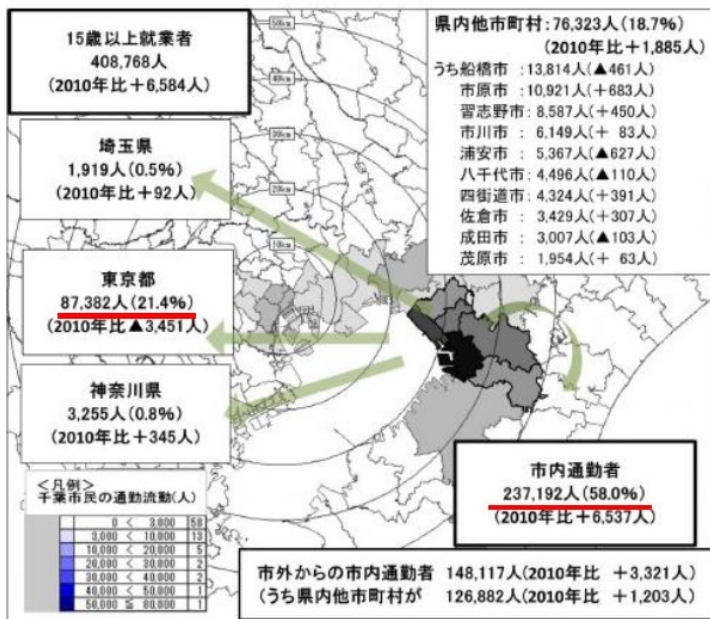 15歳以上就業者
408,768人
(2010年比+6,584人)
県内他市町村:76,323人(18.7%)
(2010年比+1,885人)
うち船橋市 :13,814人(▲461人)
市原市 :10,921人(+683人)
習志野市: 8,587人(+450人)
市川市 : 6,149人(+ 83人)
浦安市 : 5,367人(▲627人)
八千代市: 4,496人(▲110人)
四街道市: 4,324人(+391人)
佐倉市 : 3,429人(+307人)
成田市 : 3,007人(▲103人)
茂原市 : 1,954人(+ 63人)
埼玉県
1,919人(0.5%)
(2010年比+92人)
東京都
87,382人(21.4%)
(2010年比▲3,451人)
神奈川県
3,255人(0.8%)
(2010年比+345人)
50km
40km
30km
20km
10km
市内通勤者
237,192人(58.0%)
(2010年比+6,537人)
<凡例>
千葉市民の通勤流動(人)
0 < 3,000 58
3,000 < 10,000 13
10,000 < 20,000 5
20,000 < 30,000 2
30,000 < 40,000 2
40,000 < 50,000 1
50,000 ≦ 80,000 1
市外からの市内通勤者 148,117人(2010年比 +3,321人)
(うち県内他市町村が 126,882人(2010年比 +1,203人)